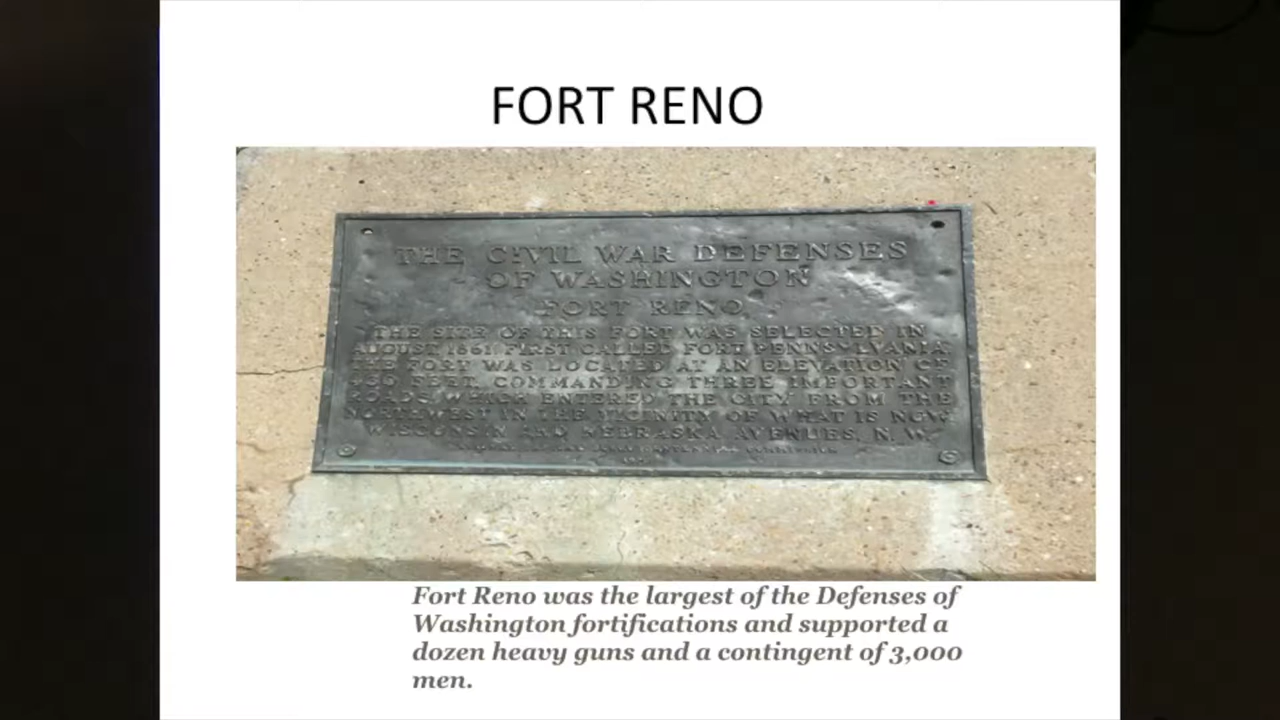 FORT RENO
THE CIVIL WAR DEFENSES
OF WASHINGTON
FORT RENO
THE SITE OF THIS FORT WAS SELECTED IN
AUGUST 1861. FIRST CALLED FORT PENNSYLVANIA
THE FORT WAS LOCATED AT AN ELEVATION OF
430 FEET, COMMANDING THREE IMPORTANT
ROADS WHICH ENTERED THE CITY FROM THE
NORTHWEST IN THE VICINITY OF WHAT IS NOW
WISCONSIN AND NEBRASKA AVENUES, N. W.
Fort Reno was the largest of the Defenses of
Washington fortifications and supported a
dozen heavy guns and a contingent of 3,000
men.